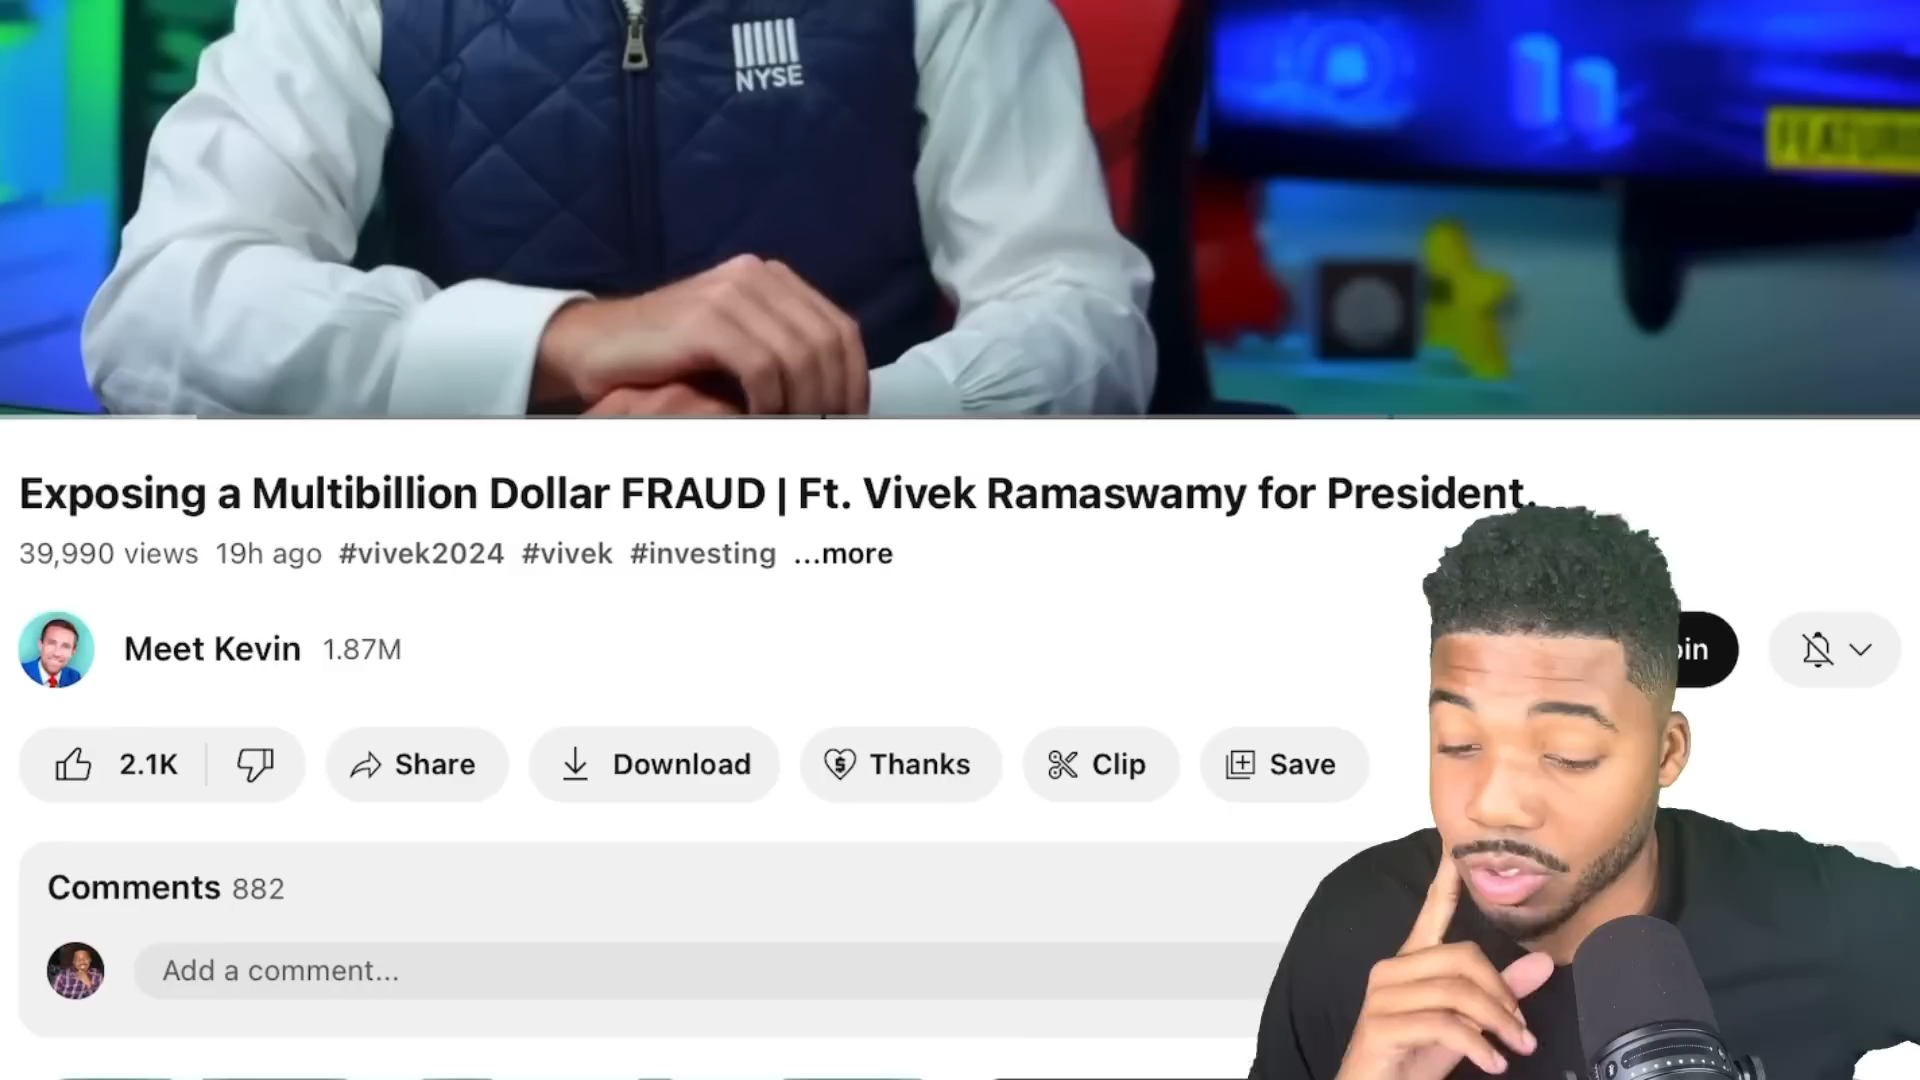 NYSE
Exposing a Multibillion Dollar FRAUD | Ft. Vivek Ramaswamy for President.
39,990 views 19h ago #vivek2024 #vivek #investing ...more
Meet Kevin 1.87M
2.1K Share Download Thanks Clip Save
Comments 882
Add a comment...